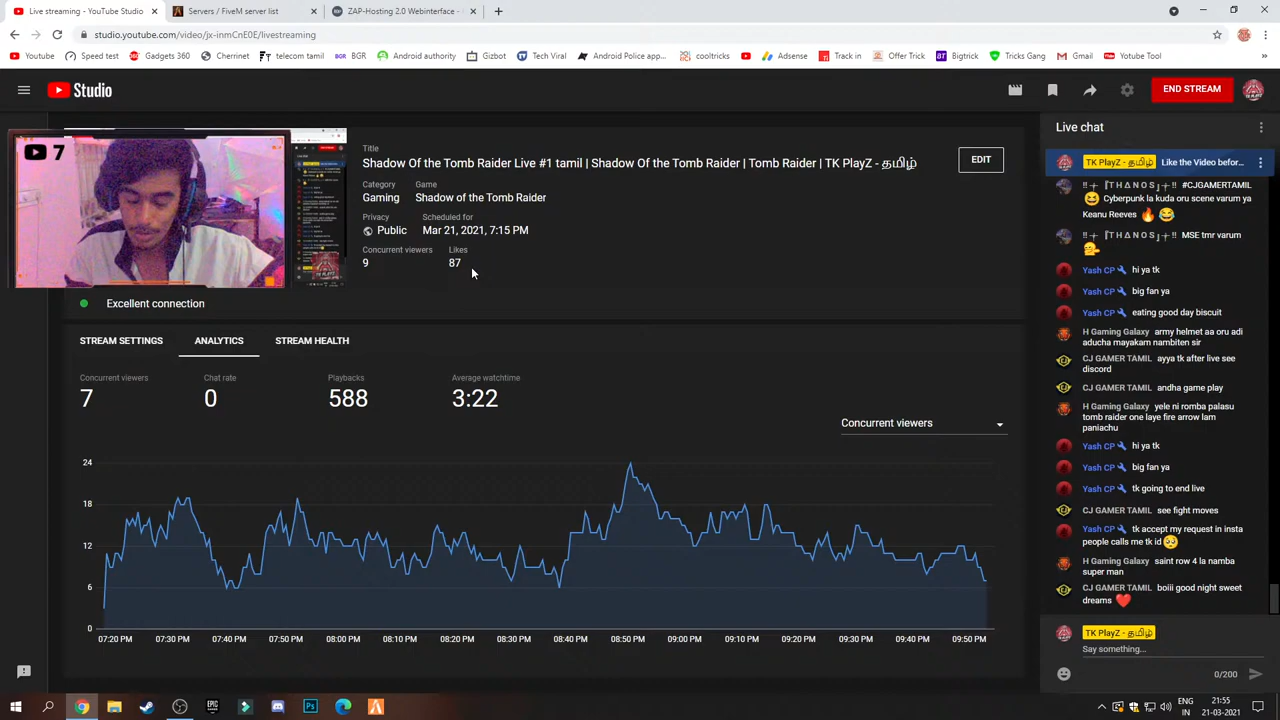 Live streaming - YouTube Studio
Servers / FiveM server list
ZAP-Hosting 2.0 Webinterface -
studio.youtube.com/video/jx-inmCnE0E/livestreaming
Youtube
Speed test
Gadgets 360
Cherrinet
telecom tamil
BGR
BGR
Android authority
Gizbot
Tech Viral
Android Police app...
cooltricks
Adsense
Track in
Offer Trick
BT
Bigtrick
Tricks Gang
Gmail
Yotube Tool
Studio
END STREAM
7
Title
Shadow Of the Tomb Raider Live #1 tamil | Shadow Of the Tomb Raider | Tomb Raider | TK PlayZ - தமிழ்
EDIT
Category
Game
Gaming
Shadow of the Tomb Raider
Privacy
Scheduled for
Public
Mar 21, 2021, 7:15 PM
Concurrent viewers
Likes
9
87
Excellent connection
STREAM SETTINGS
ANALYTICS
STREAM HEALTH
Concurrent viewers
Chat rate
Playbacks
Average watchtime
7
0
588
3:22
Concurrent viewers
24
18
12
6
0
07:20 PM
07:30 PM
07:40 PM
07:50 PM
08:00 PM
08:10 PM
08:20 PM
08:30 PM
08:40 PM
08:50 PM
09:00 PM
09:10 PM
09:20 PM
09:30 PM
09:40 PM
09:50 PM
Live chat
TK PlayZ - தமிழ் Like the Video befor...
CJGAMERTAMIL
😆 Cyberpunk la kuda ori scene varum ya
Keanu Reeves 🔥 😆
MSE tmr varum
Yash CP hi ya tk
Yash CP big fan ya
Yash CP eating good day biscuit
H Gaming Galaxy army helmet aa oru adi
aducha mayakam nambiten sir
CJ GAMER TAMIL ayya tk after live see
discord
CJ GAMER TAMIL andha game play
H Gaming Galaxy yele ni romba palasu
tomb raider one laye fire arrow lam
paniachu
Yash CP hi ya tk
Yash CP big fan ya
Yash CP tk going to end live
CJ GAMER TAMIL see fight moves
Yash CP tk accept my request in insta
people calls me tk id 🥺
H Gaming Galaxy saint row 4 la namba
super man
CJ GAMER TAMIL boiii good night sweet
dreams ❤️
TK PlayZ - தமிழ்
Say something...
0/200
EPIC
GAMES
Ps
ENG
IN
21:55
21-03-2021